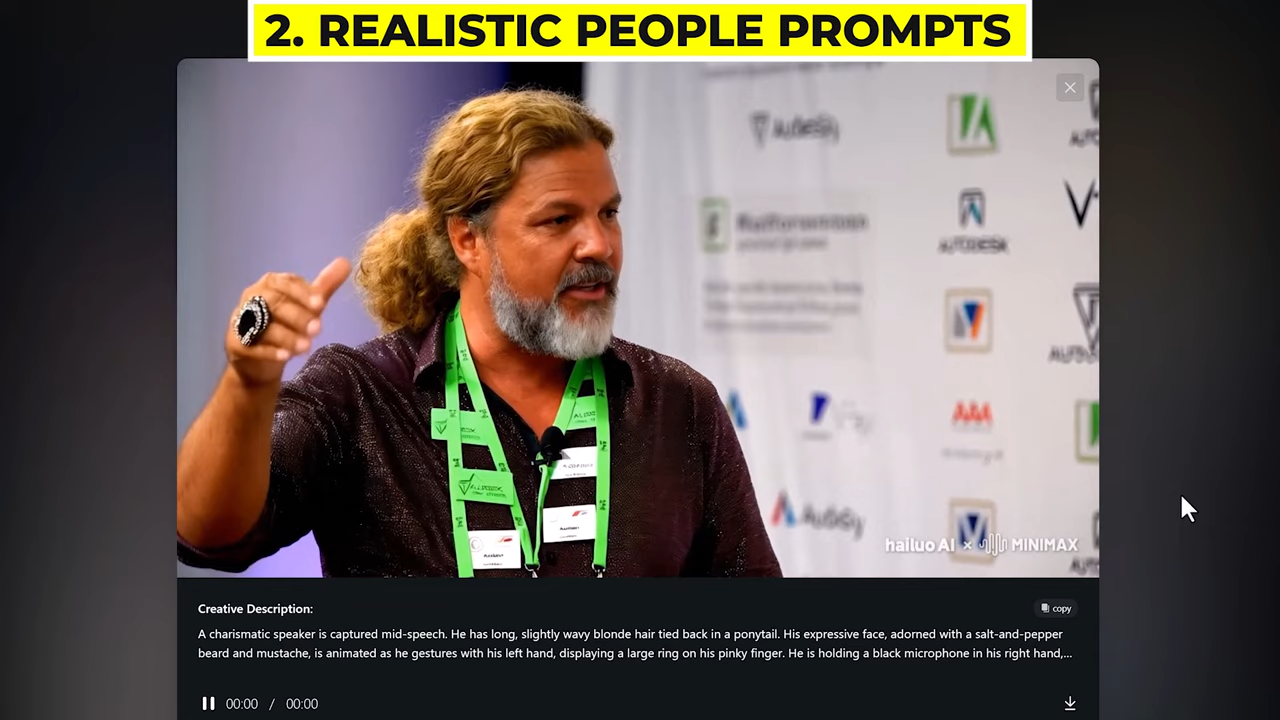 2. REALISTIC PEOPLE PROMPTS
AUTODESK
hailuo AI × MINIMAX
Creative Description:
copy
A charismatic speaker is captured mid-speech. He has long, slightly wavy blonde hair tied back in a ponytail. His expressive face, adorned with a salt-and-pepper
beard and mustache, is animated as he gestures with his left hand, displaying a large ring on his pinky finger. He is holding a black microphone in his right hand,...
00:00 / 00:00